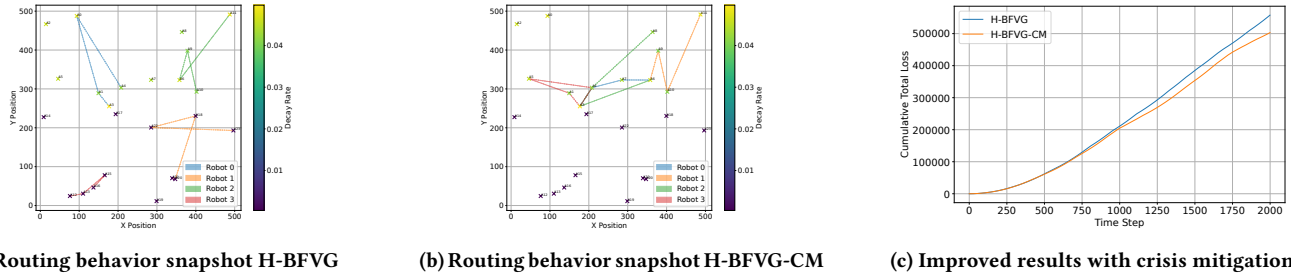 500
400
300
200
100
0
0
100
200
300
400
500
Y Position
X Position
Robot 0
Robot 1
Robot 2
Robot 3
0.04
0.03
0.02
0.01
Decay Rate
Routing behavior snapshot H-BFVG
500
400
300
200
100
0
0
100
200
300
400
500
Y Position
X Position
Robot 0
Robot 1
Robot 2
Robot 3
0.04
0.03
0.02
0.01
Decay Rate
(b) Routing behavior snapshot H-BFVG-CM
H-BFVG
H-BFVG-CM
500000
400000
300000
200000
100000
0
0
250
500
750
1000
1250
1500
1750
2000
Cumulative Total Loss
Time Step
(c) Improved results with crisis mitigation